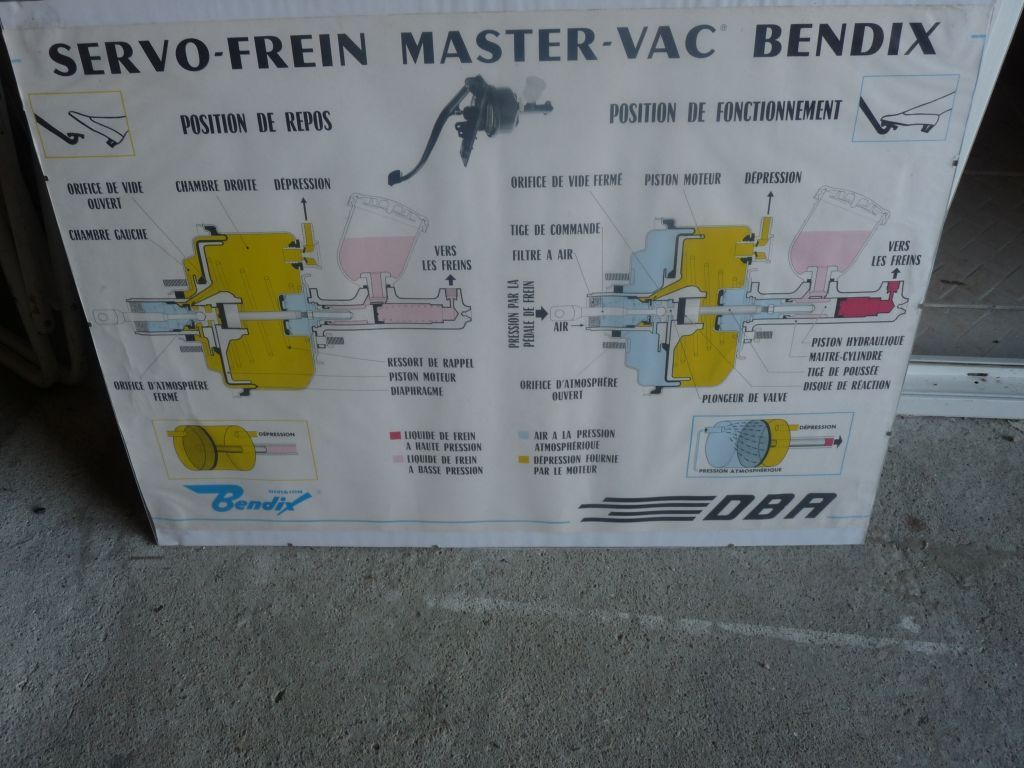 SERVO-FREIN MASTER-VAC® BENDIX
POSITION DE REPOS
POSITION DE FONCTIONNEMENT
ORIFICE DE VIDE
OUVERT
CHAMBRE DROITE
DÉPRESSION
CHAMBRE GAUCHE
VERS
LES FREINS
ORIFICE D'ATMOSPHÈRE
FERMÉ
RESSORT DE RAPPEL
PISTON MOTEUR
DIAPHRAGME
ORIFICE DE VIDE FERMÉ
PISTON MOTEUR
DÉPRESSION
TIGE DE COMMANDE
FILTRE A AIR
VERS
LES FREINS
PRESSION PAR LA
PÉDALE DE FREIN
AIR
ORIFICE D'ATMOSPHÈRE
OUVERT
PISTON HYDRAULIQUE
MAITRE-CYLINDRE
TIGE DE POUSSÉE
DISQUE DE RÉACTION
PLONGEUR DE VALVE
DÉPRESSION
LIQUIDE DE FREIN
A HAUTE PRESSION
LIQUIDE DE FREIN
A BASSE PRESSION
AIR A LA PRESSION
ATMOSPHÉRIQUE
DÉPRESSION FOURNIE
PAR LE MOTEUR
DÉPRESSION
PRESSION ATMOSPHÉRIQUE
Bendix
DBA